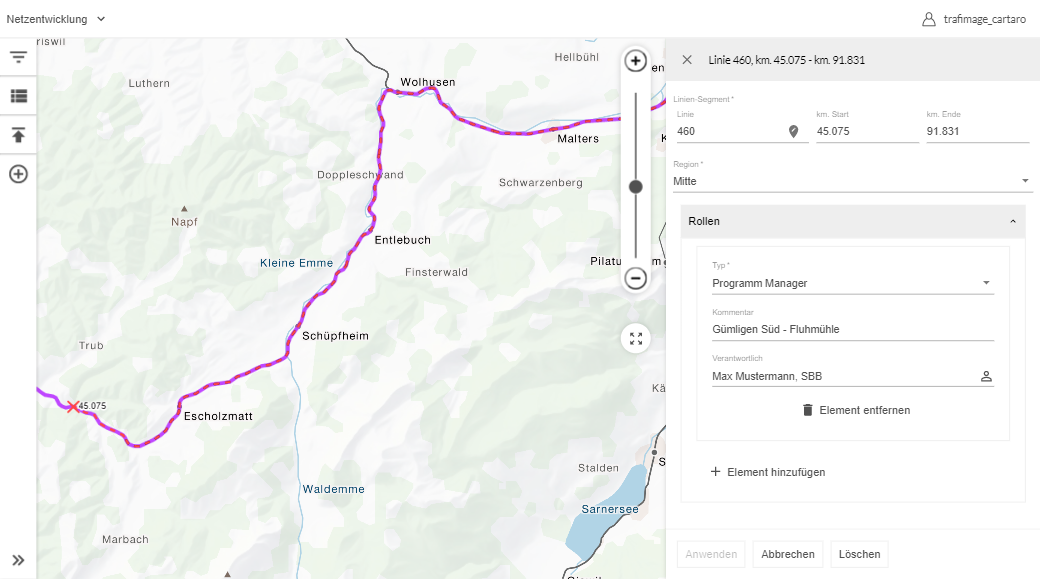 Netzentwicklung
trafimage_cartaro
riswil
Luthern
Wolhusen
Hellbühl
Malters
Doppleschwand
Schwarzenberg
Napf
Entlebuch
Kleine Emme
Finsterwald
Schüpfheim
Trub
45 075
Escholzmatt
Stalden
Waldemme
Sarnersee
Marbach
Linie 460, km. 45.075 - km. 91.831
Linien-Segment *
Linie
km. Start
km. Ende
460
45.075
91.831
Region *
Mitte
Rollen
Typ *
Programm Manager
Kommentar
Gümligen Süd - Fluhmühle
Verantwortlich
Max Mustermann, SBB
Element entfernen
Element hinzufügen
Anwenden
Abbrechen
Löschen